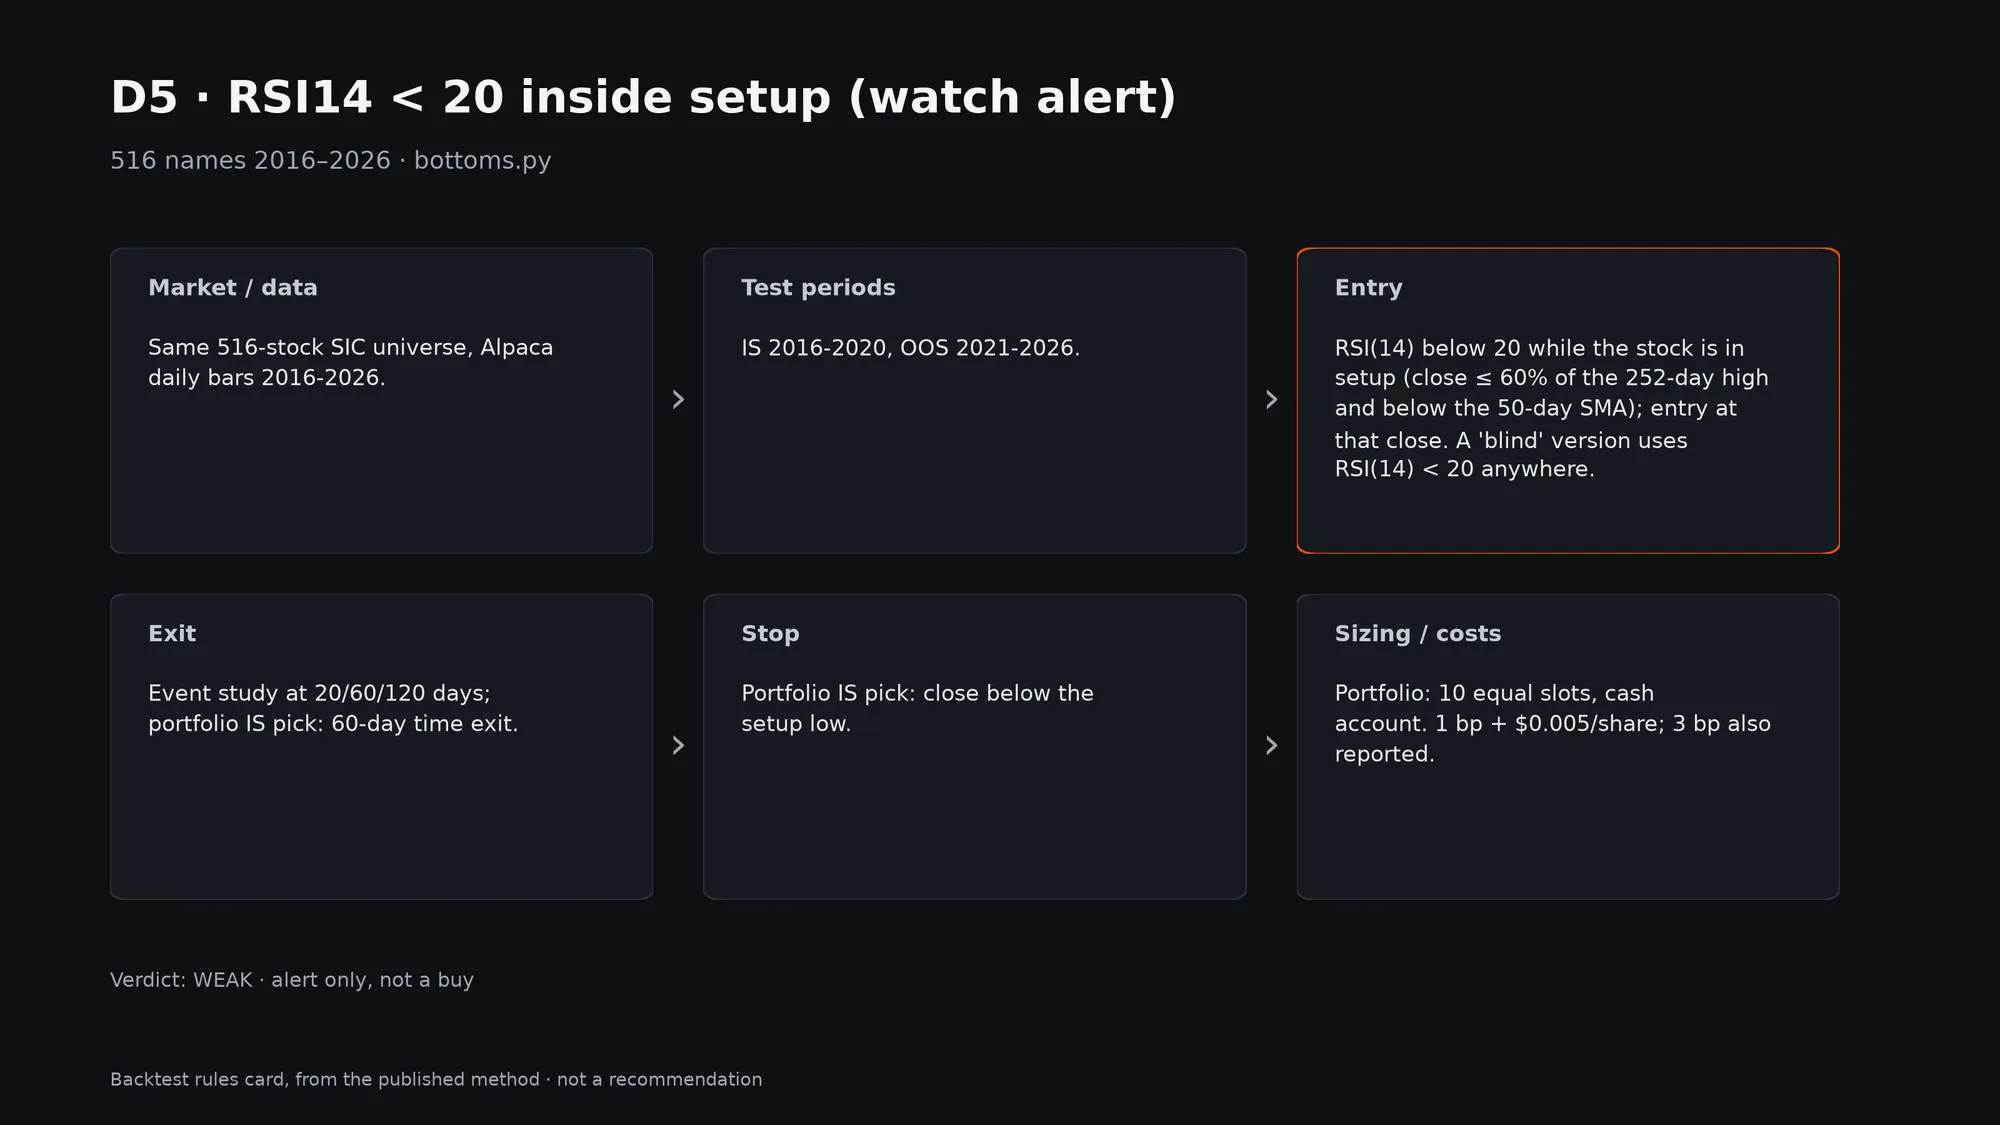 D5 · RSI14 < 20 inside setup (watch alert)
516 names 2016–2026 · bottoms.py
Market / data
Same 516-stock SIC universe, Alpaca
daily bars 2016-2026.
Test periods
IS 2016-2020, OOS 2021-2026.
Entry
RSI(14) below 20 while the stock is in
setup (close ≤ 60% of the 252-day high
and below the 50-day SMA); entry at
that close. A 'blind' version uses
RSI(14) < 20 anywhere.
Exit
Event study at 20/60/120 days;
portfolio IS pick: 60-day time exit.
Stop
Portfolio IS pick: close below the
setup low.
Sizing / costs
Portfolio: 10 equal slots, cash
account. 1 bp + $0.005/share; 3 bp also
reported.
Verdict: WEAK · alert only, not a buy
Backtest rules card, from the published method · not a recommendation